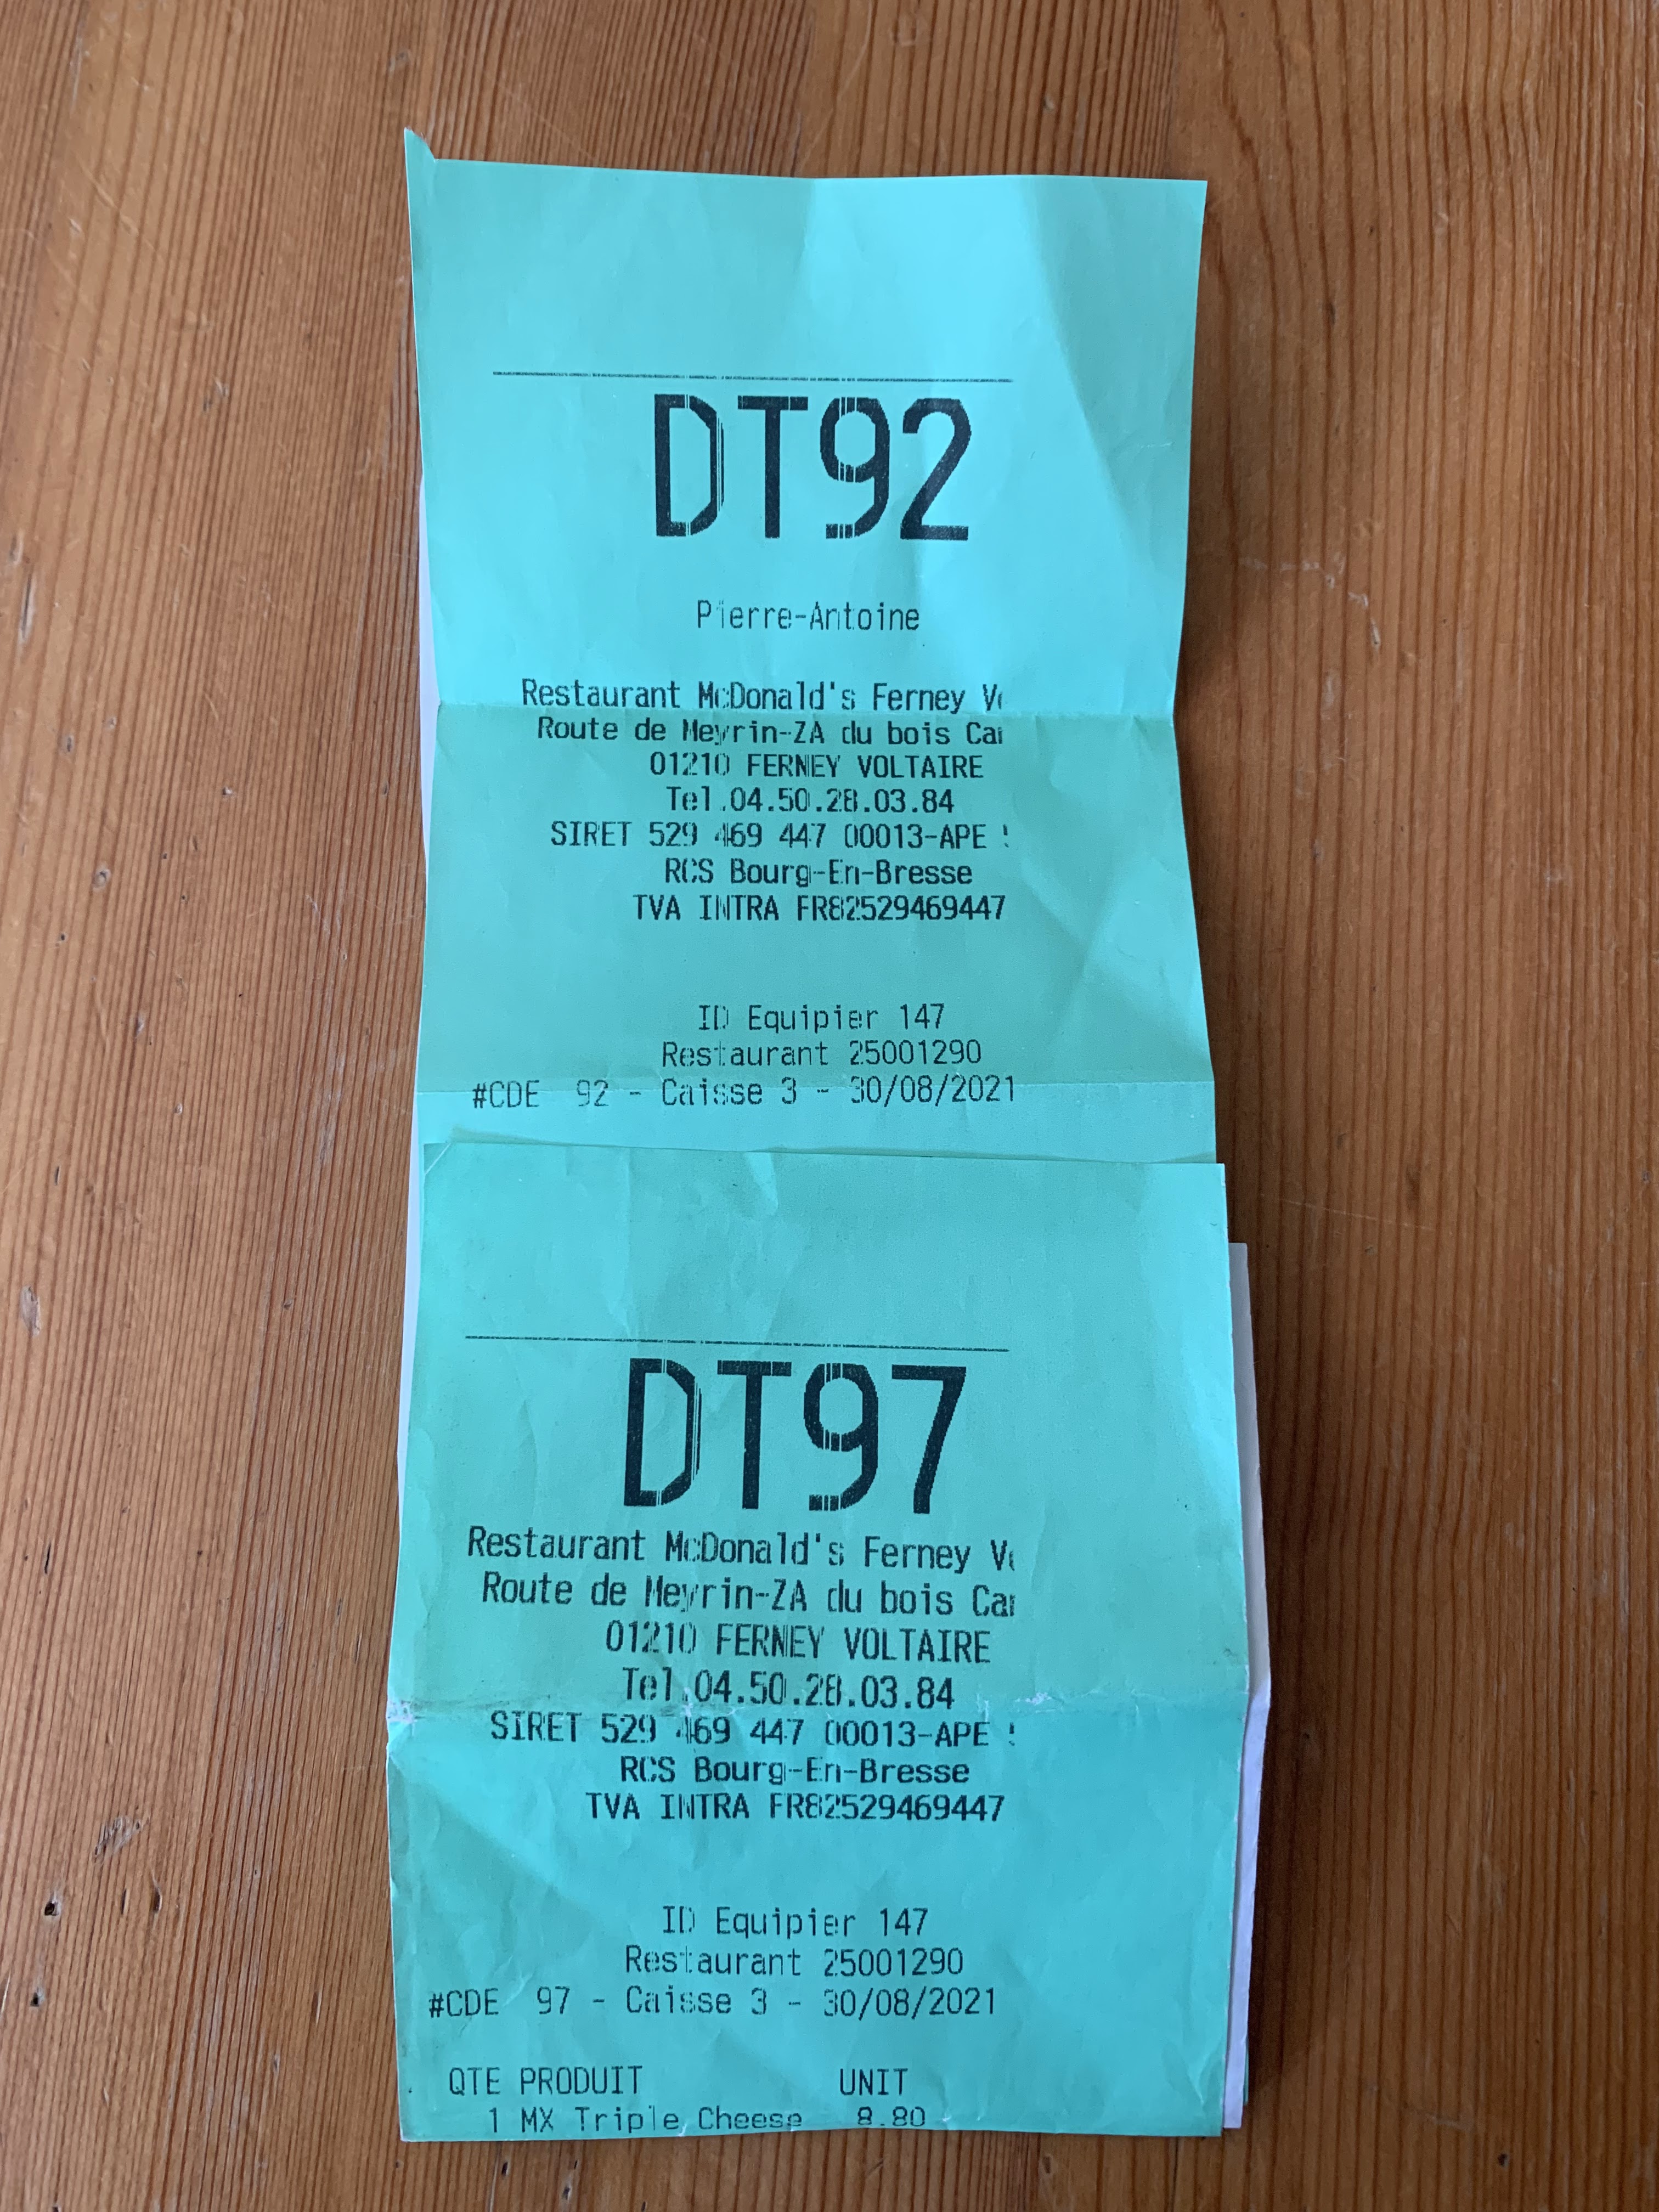 DT92
Pierre-Antoine
Restaurant McDonald's Ferney
Route de Meyrin-ZA du bois
01210 FERNEY VOLTAIRE
Tel.04.50.28.03.84
SIRET 529 469 447 00013-APE
RCS Bourg-En-Bresse
TVA INTRA FR82529469447
ID Equipier 147
Restaurant 25001290
#CDE 92 - Caisse 3 - 30/08/2021
DT97
Restaurant McDonald's Ferney
Route de Meyrin-ZA du bois
01210 FERNEY VOLTAIRE
Tel.04.50.28.03.84
SIRET 529 469 447 00013-APE
RCS Bourg-En-Bresse
TVA INTRA FR82529469447
ID Equipier 147
Restaurant 25001290
#CDE 97 - Caisse 3 - 30/08/2021
QTE PRODUIT UNIT
1 MX Triple Cheese 8.80